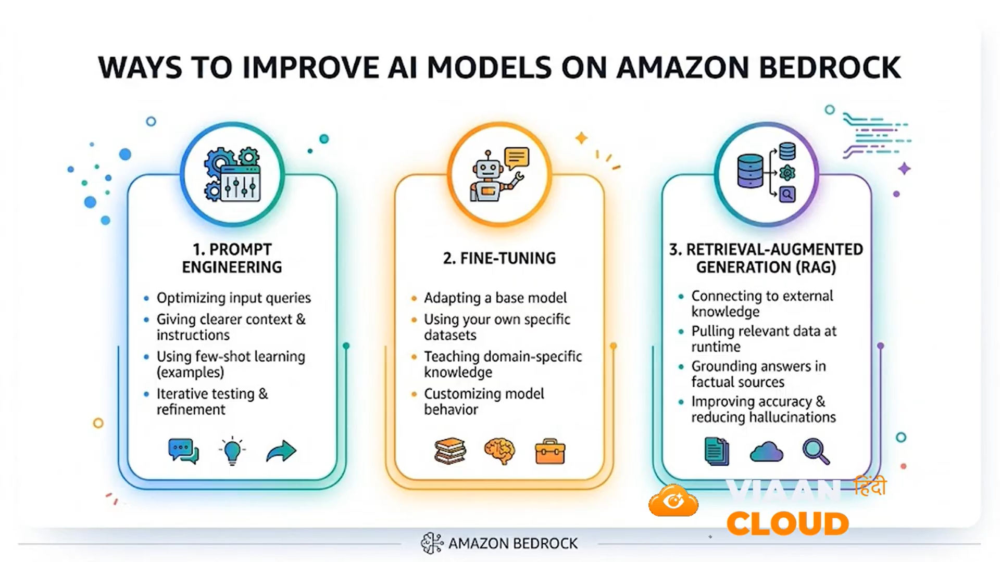 WAYS TO IMPROVE AI MODELS ON AMAZON BEDROCK
1. PROMPT
ENGINEERING
• Optimizing input queries
• Giving clearer context &
instructions
• Using few-shot learning
(examples)
• Iterative testing &
refinement
2. FINE-TUNING
• Adapting a base model
• Using your own specific
datasets
• Teaching domain-specific
knowledge
• Customizing model
behavior
3. RETRIEVAL-AUGMENTED
GENERATION (RAG)
• Connecting to external
knowledge
• Pulling relevant data at
runtime
• Grounding answers in
factual sources
• Improving accuracy &
reducing hallucinations
VIAAN हिंदी
CLOUD
AMAZON BEDROCK